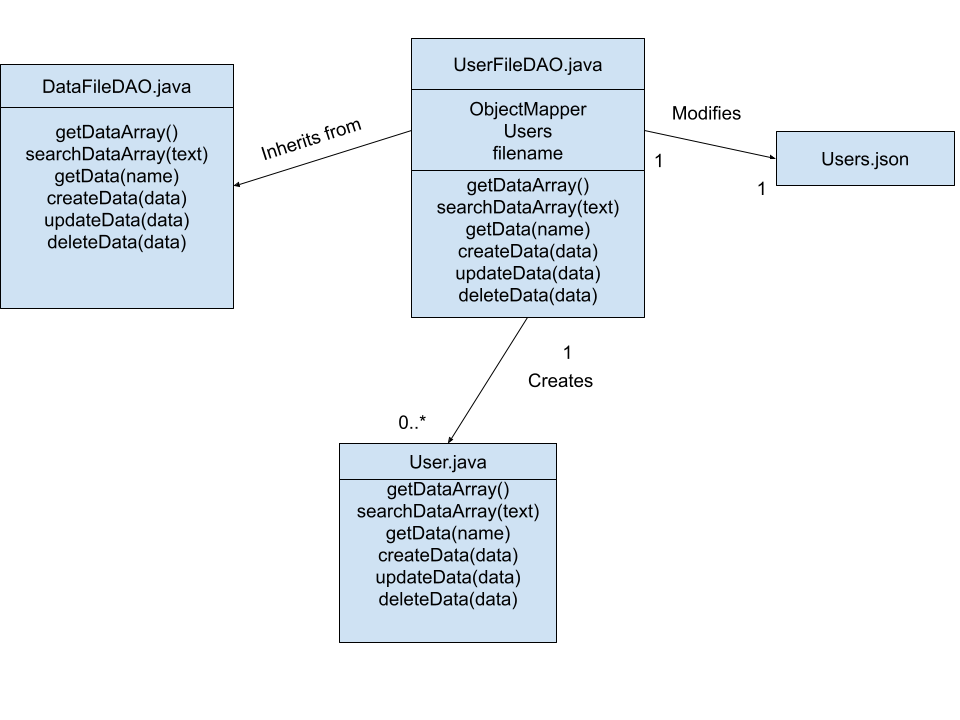 DataFileDAO.java
getDataArray()
searchDataArray(text)
getData(name)
createData(data)
updateData(data)
deleteData(data)
Inherits from
UserFileDAO.java
ObjectMapper
Users
filename
getDataArray()
searchDataArray(text)
getData(name)
createData(data)
updateData(data)
deleteData(data)
Modifies
1
1
Users.json
1
Creates
0..*
User.java
getDataArray()
searchDataArray(text)
getData(name)
createData(data)
updateData(data)
deleteData(data)